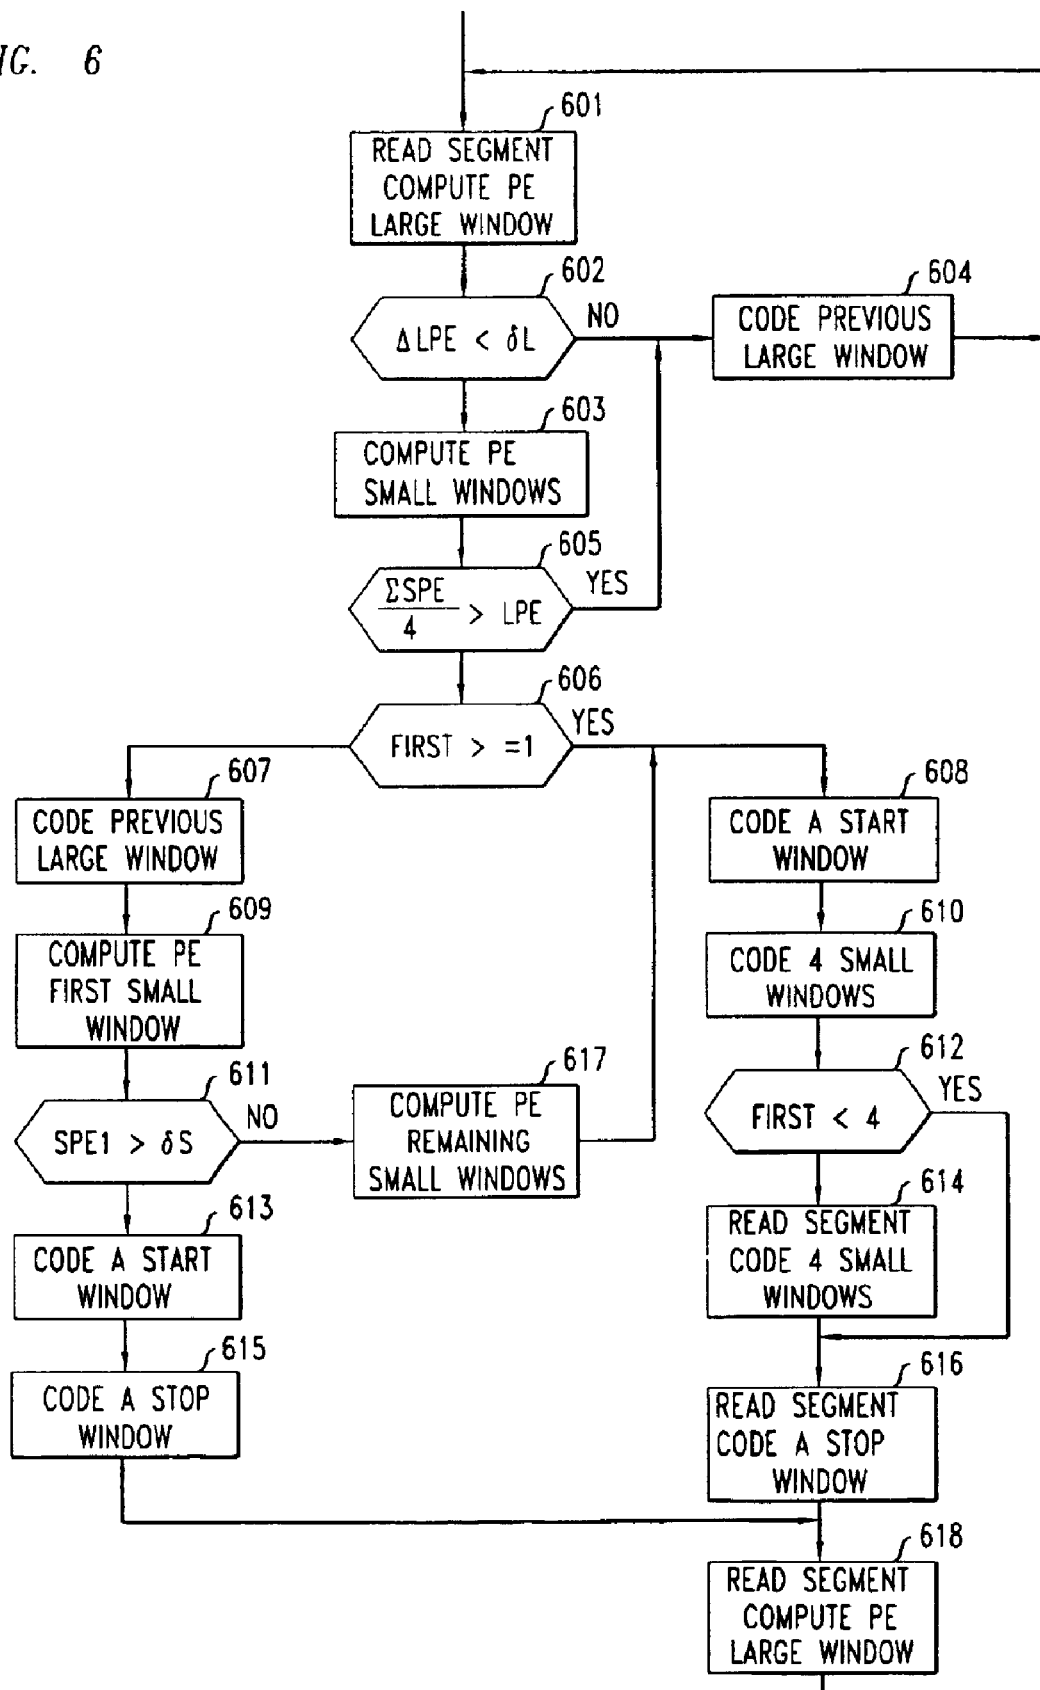 IG. 6
601
READ SEGMENT
COMPUTE PE
LARGE WINDOW
602
ΔLPE < δL
NO
604
CODE PREVIOUS
LARGE WINDOW
603
COMPUTE PE
SMALL WINDOWS
605
ΣSPE
4
> LPE
YES
606
FIRST > =1
YES
607
CODE PREVIOUS
LARGE WINDOW
608
CODE A START
WINDOW
609
COMPUTE PE
FIRST SMALL
WINDOW
610
CODE 4 SMALL
WINDOWS
611
SPE1 > δS
NO
617
COMPUTE PE
REMAINING
SMALL WINDOWS
612
FIRST < 4
YES
613
CODE A START
WINDOW
614
READ SEGMENT
CODE 4 SMALL
WINDOWS
615
CODE A STOP
WINDOW
616
READ SEGMENT
CODE A STOP
WINDOW
618
READ SEGMENT
COMPUTE PE
LARGE WINDOW